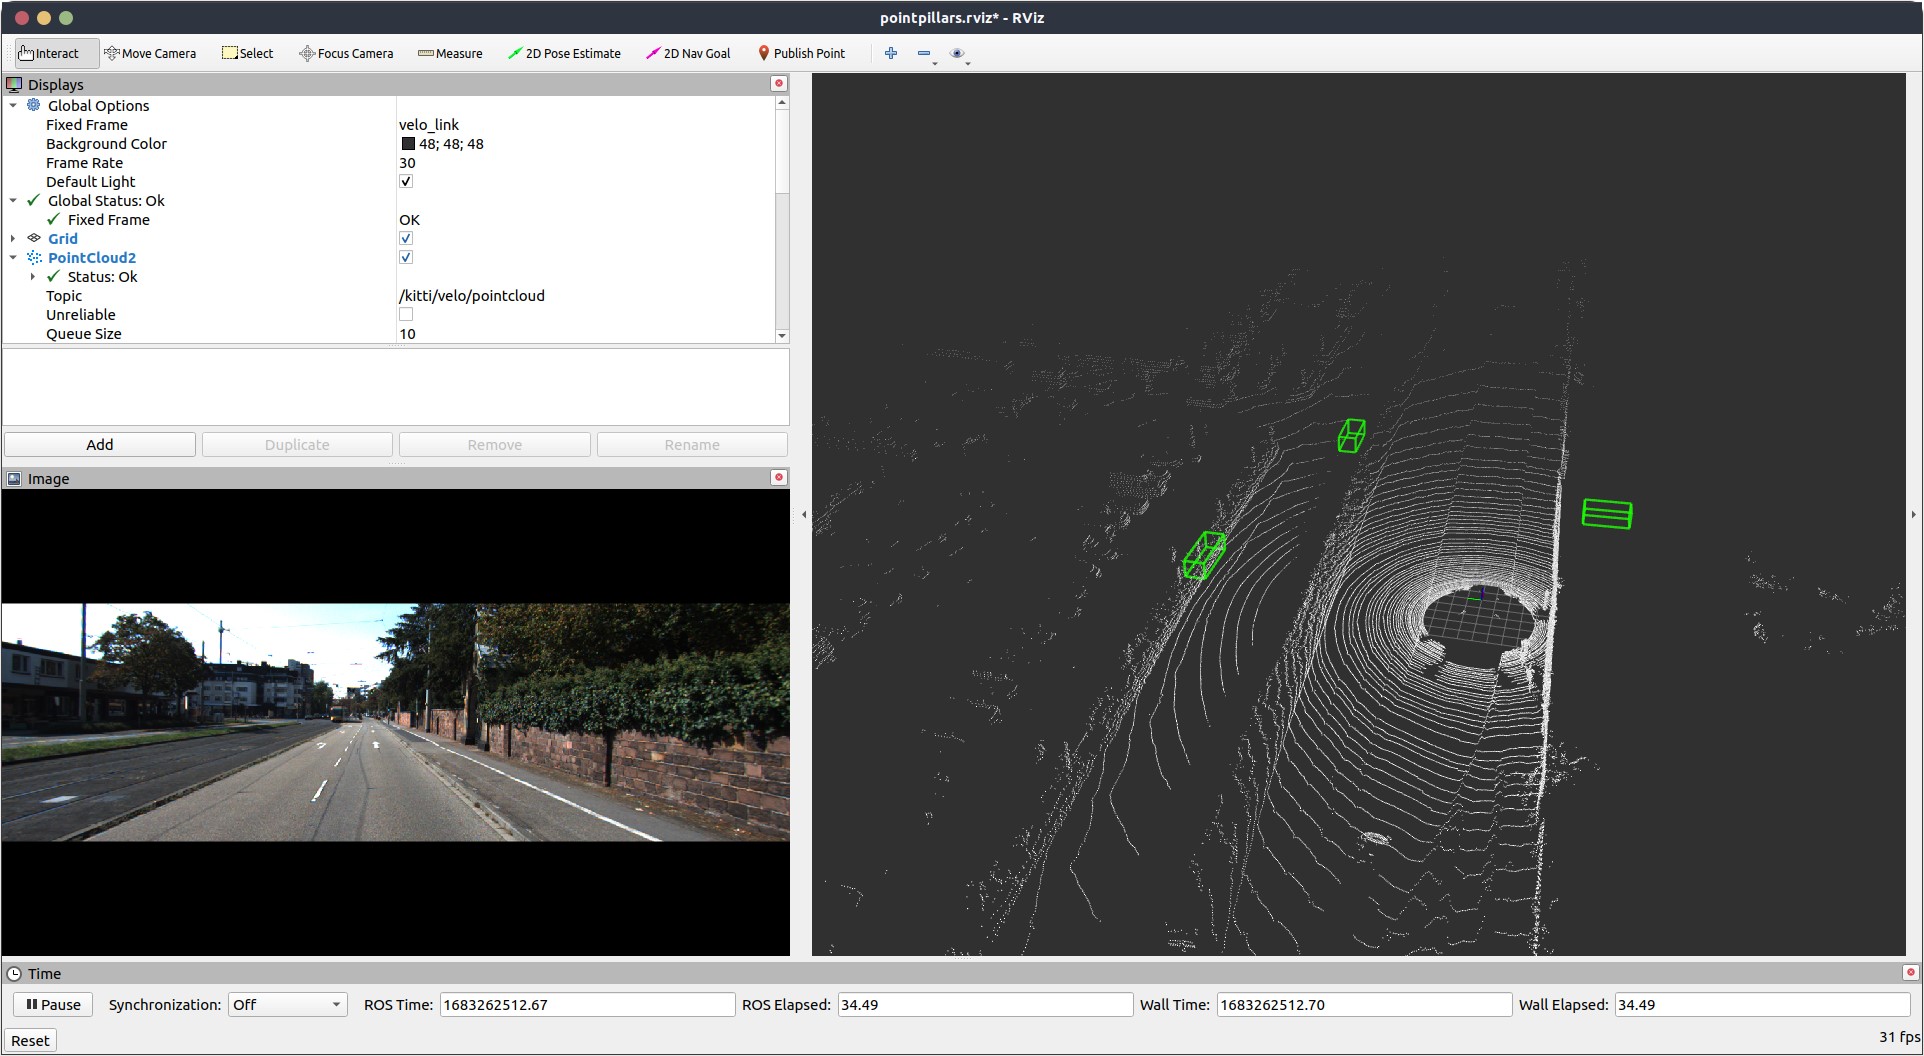 pointpillars.rviz* - RViz
Interact Move Camera Select Focus Camera Measure 2D Pose Estimate 2D Nav Goal Publish Point
Displays
Global Options
Fixed Frame velo_link
Background Color 48; 48; 48
Frame Rate 30
Default Light
Global Status: Ok
Fixed Frame OK
Grid
PointCloud2
Status: Ok
Topic /kitti/velo/pointcloud
Unreliable
Queue Size 10
Add Duplicate Remove Rename
Image
Time
Pause Synchronization: Off ROS Time: 1683262512.67 ROS Elapsed: 34.49 Wall Time: 1683262512.70 Wall Elapsed: 34.49
Reset 31 fps